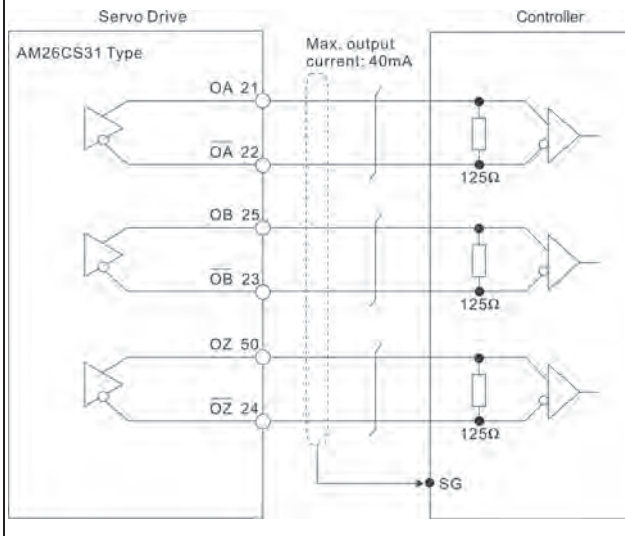 Servo Drive
Controller
AM26CS31 Type
Max. output
current: 40mA
OA 21
OA 22
125Ω
OB 25
OB 23
125Ω
OZ 50
OZ 24
125Ω
SG